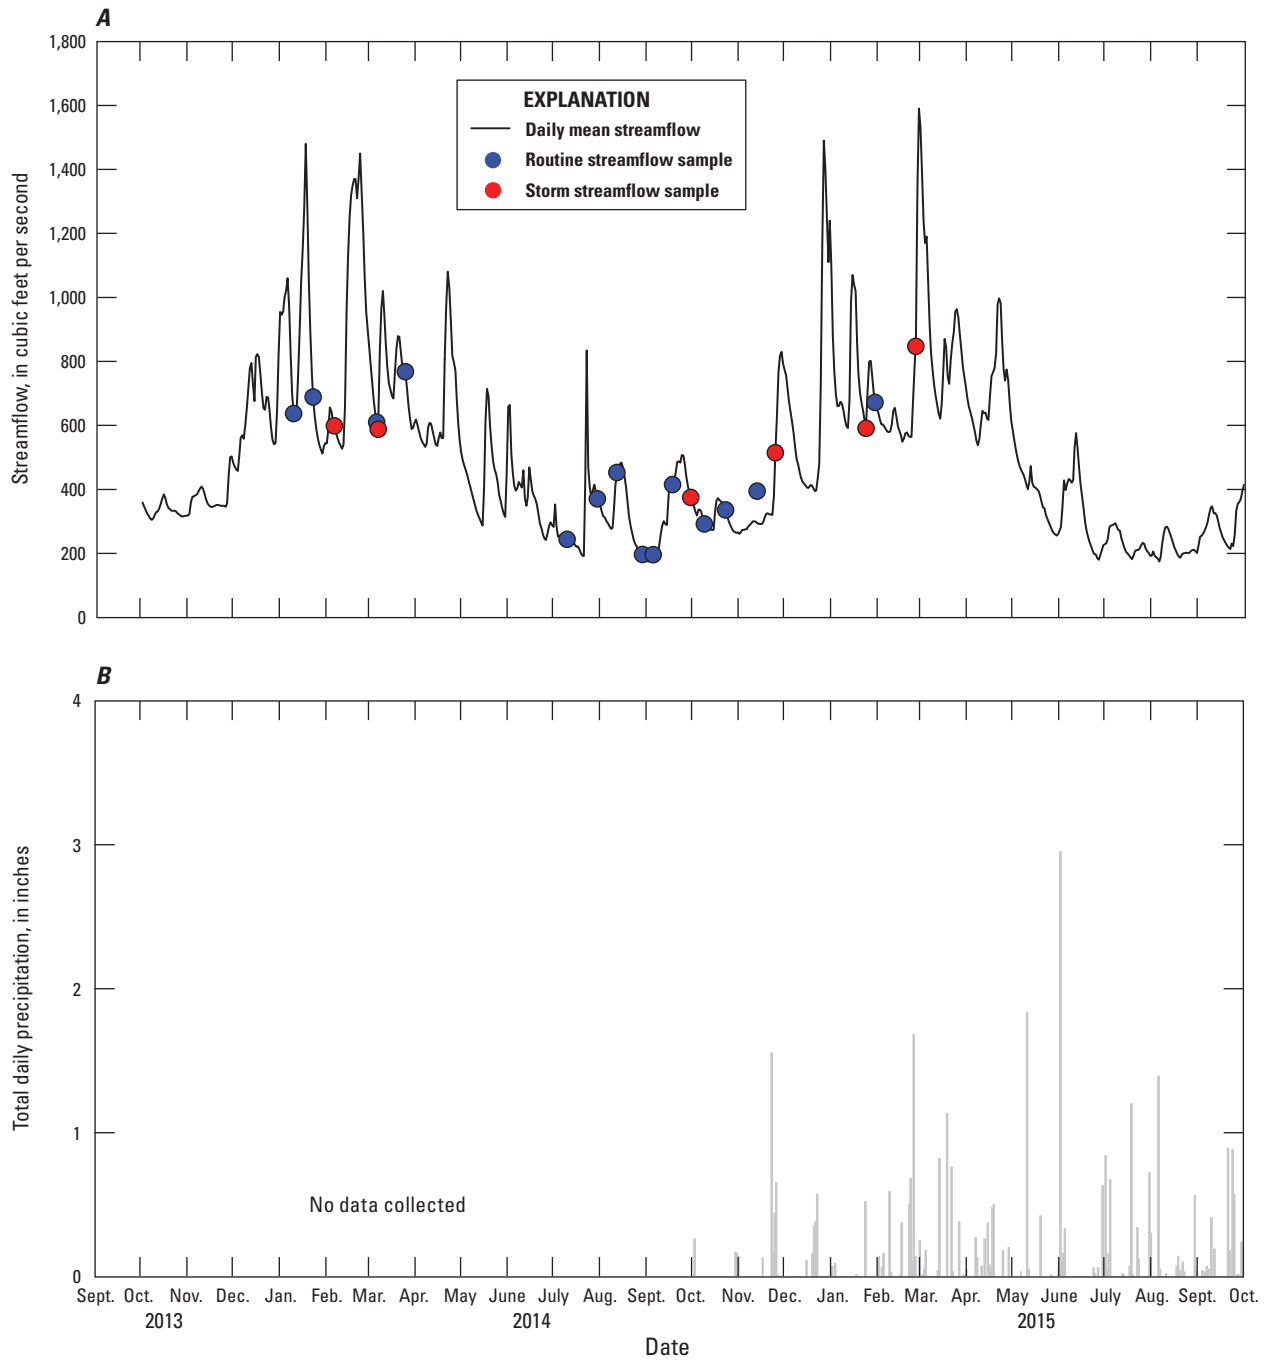 A
1,800
1,600
1,400
1,200
1,000
800
600
400
200
0
Streamflow, in cubic feet per second
EXPLANATION
Daily mean streamflow
Routine streamflow sample
Storm streamflow sample
B
4
3
2
1
0
Total daily precipitation, in inches
No data collected
Sept. Oct. Nov. Dec. Jan. Feb. Mar. Apr. May June July Aug. Sept. Oct. Nov. Dec. Jan. Feb. Mar. Apr. May June July Aug. Sept. Oct.
2013 2014 2015
Date